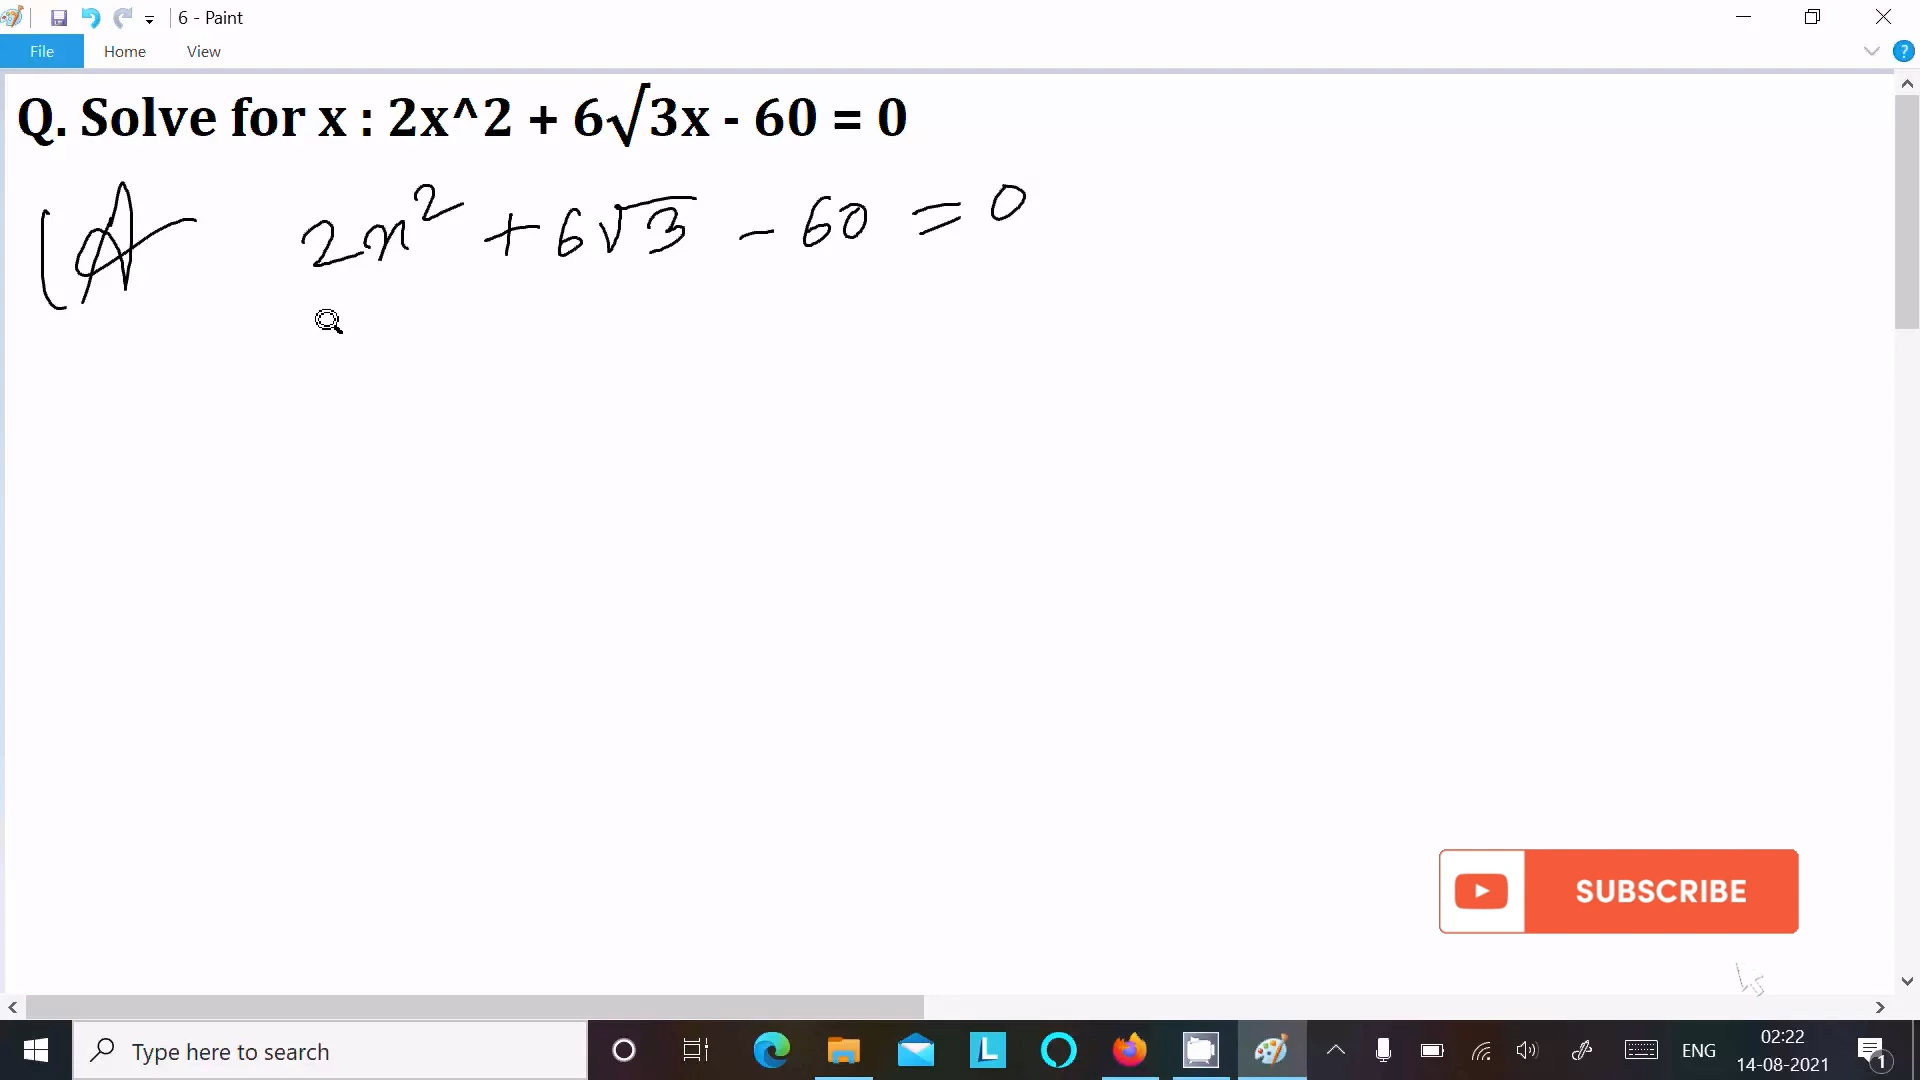 6 - Paint
File Home View
Q. Solve for x : 2x^2 + 6√3x - 60 = 0
(A 2x² + 6√3 - 60 = 0
SUBSCRIBE
Type here to search
ENG
02:22
14-08-2021
1